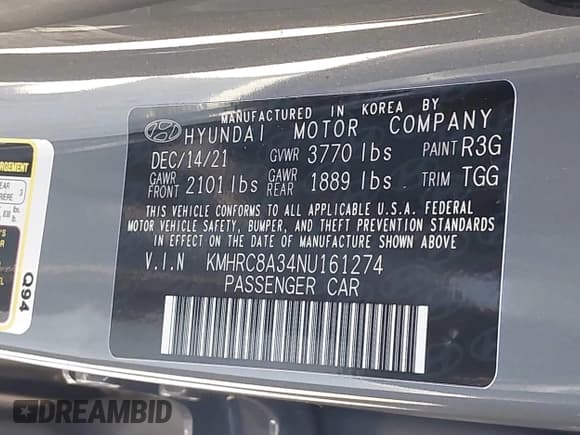 MANUFACTURED IN KOREA BY
HYUNDAI MOTOR COMPANY
DEC/14/21 GVWR 3770 lbs PAINT R3G
GAWR FRONT 2101 lbs GAWR REAR 1889 lbs TRIM TGG
THIS VEHICLE CONFORMS TO ALL APPLICABLE U.S.A. FEDERAL
MOTOR VEHICLE SAFETY, BUMPER, AND THEFT PREVENTION STANDARDS
IN EFFECT ON THE DATE OF MANUFACTURE SHOWN ABOVE
V.I.N KMHRC8A34NU161274
PASSENGER CAR
Q94
DREAMBID